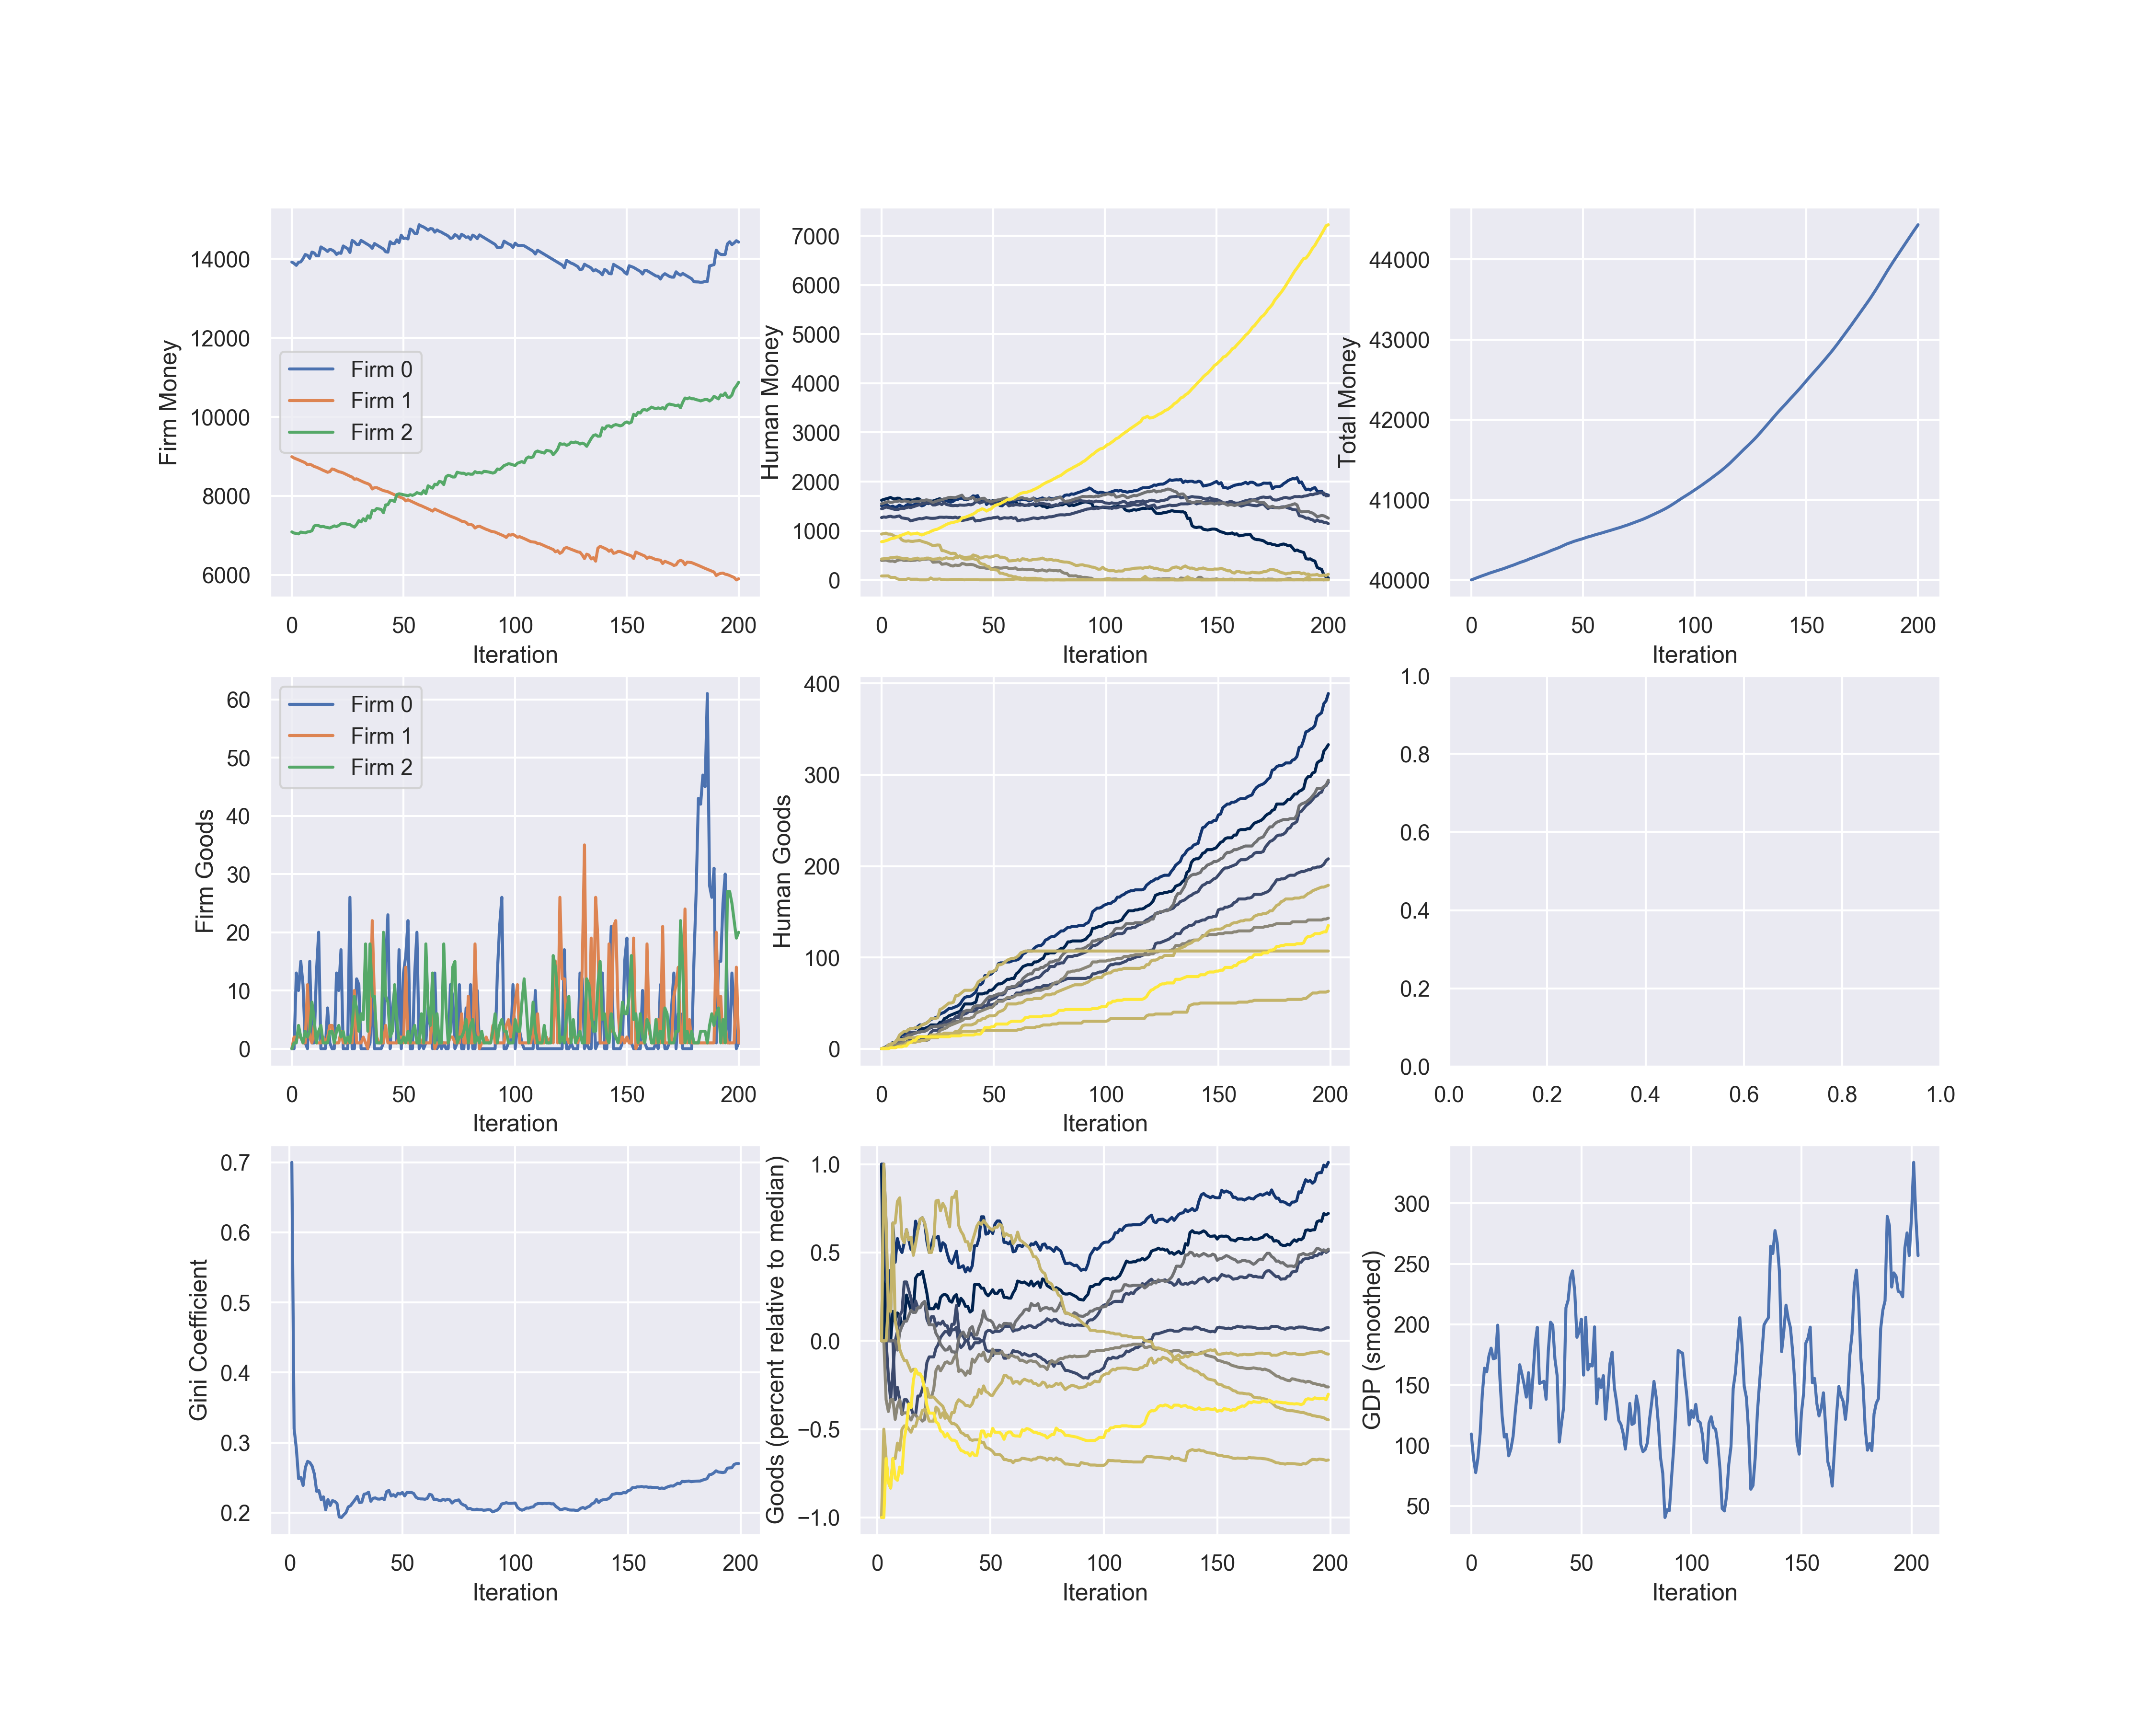 14000
12000
10000
8000
6000
Firm Money
Firm 0
Firm 1
Firm 2
0 50 100 150 200
Iteration
7000
6000
5000
4000
3000
2000
1000
0
Human Money
0 50 100 150 200
Iteration
44000
43000
42000
41000
40000
Total Money
0 50 100 150 200
Iteration
60
50
40
30
20
10
0
Firm Goods
Firm 0
Firm 1
Firm 2
0 50 100 150 200
Iteration
400
300
200
100
0
Human Goods
0 50 100 150 200
Iteration
1.0
0.8
0.6
0.4
0.2
0.0
0.0 0.2 0.4 0.6 0.8 1.0
0.7
0.6
0.5
0.4
0.3
0.2
Gini Coefficient
0 50 100 150 200
Iteration
1.0
0.5
0.0
−0.5
−1.0
Goods (percent relative to median)
0 50 100 150 200
Iteration
300
250
200
150
100
50
GDP (smoothed)
0 50 100 150 200
Iteration